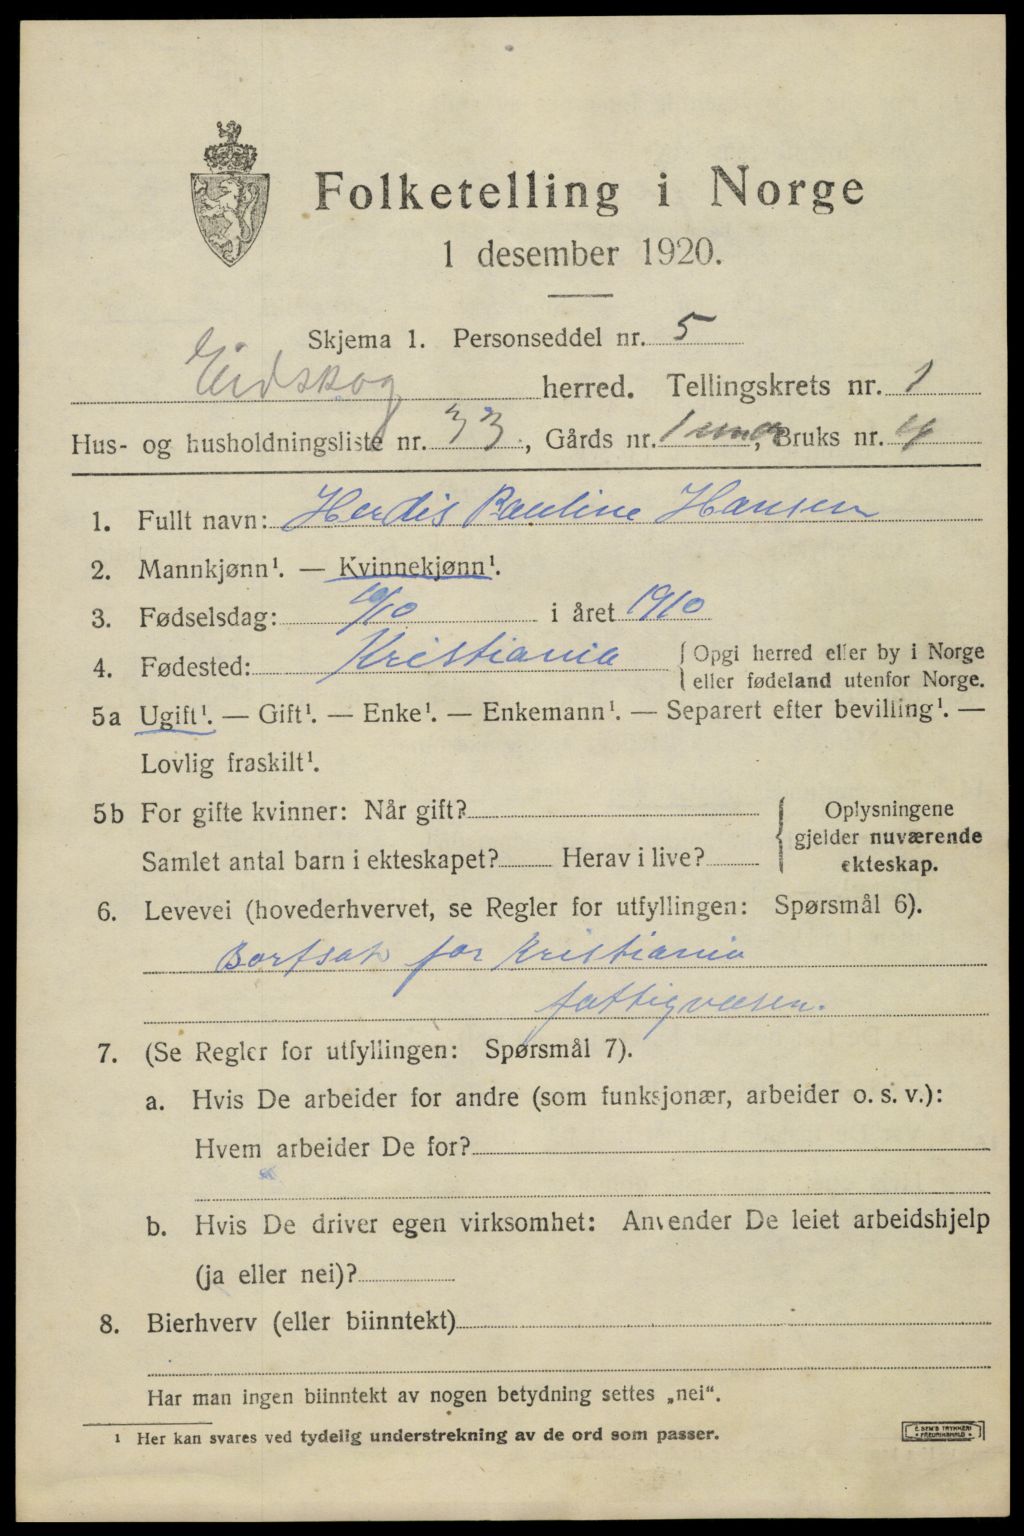 Folketelling i Norge
1 desember 1920.
Skjema 1. Personseddel nr. 5
Eidskog herred. Tellingskrets nr. 1
Hus- og husholdningsliste nr. 33, Gårds nr. 1, Bruks nr. 4
1. Fullt navn: Herdis Pauline Hansen
2. Mannkjønn¹. — Kvinnekjønn¹.
3. Fødselsdag: 10/10 i året 1910
4. Fødested: Kristiania { Opgi herred eller by i Norge
eller fødeland utenfor Norge.
5a Ugift¹. — Gift¹. — Enke¹. — Enkemann¹. — Separert efter bevilling¹. —
Lovlig fraskilt¹.
5b For gifte kvinner: Når gift? { Oplysningene
gjelder nuværende
Samlet antal barn i ekteskapet? Herav i live? ekteskap.
6. Levevei (hovederhvervet, se Regler for utfyllingen: Spørsmål 6).
Bortsat for Kristiania
fattigvæsen.
7. (Se Regler for utfyllingen: Spørsmål 7).
a. Hvis De arbeider for andre (som funksjonær, arbeider o. s. v.):
Hvem arbeider De for?
b. Hvis De driver egen virksomhet: Anvender De leiet arbeidshjelp
(ja eller nei)?
8. Bierhverv (eller biinntekt)
Har man ingen biinntekt av nogen betydning settes „nei".
¹ Her kan svares ved tydelig understrekning av de ord som passer.
E. SEM'S TRYKKERI
FREDRIKSHALD